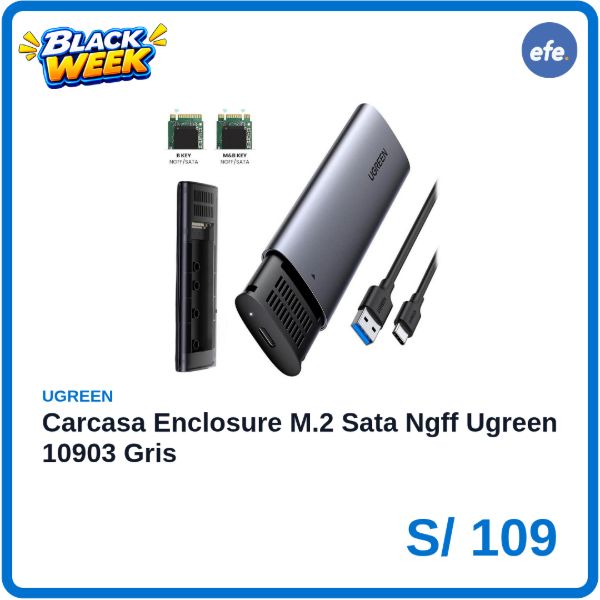 BLACK
WEEK
efe.
B KEY
NGFF/SATA
M&B KEY
NGFF/SATA
UGREEN
UGREEN
Carcasa Enclosure M.2 Sata Ngff Ugreen
10903 Gris
S/ 109